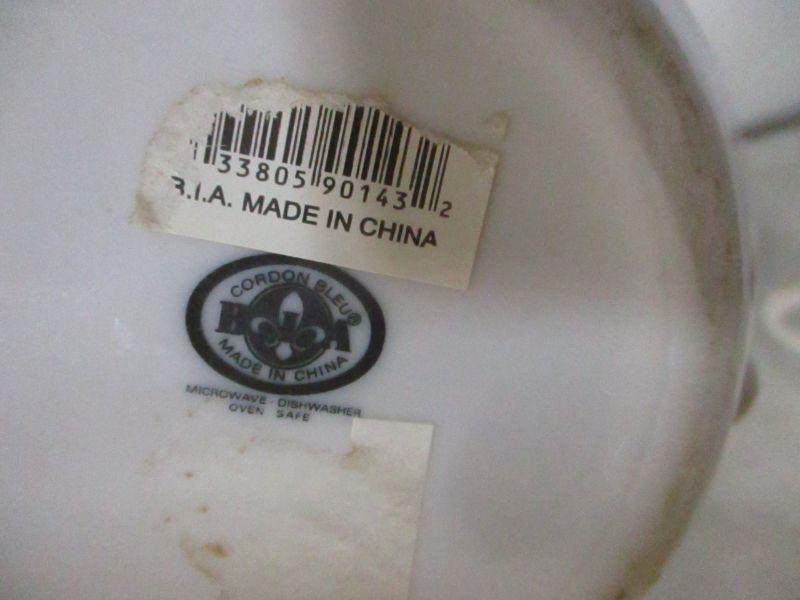 33805 90143 2
B.I.A. MADE IN CHINA
CORDON BLEU®
BIA
MADE IN CHINA
MICROWAVE · DISHWASHER
OVEN SAFE